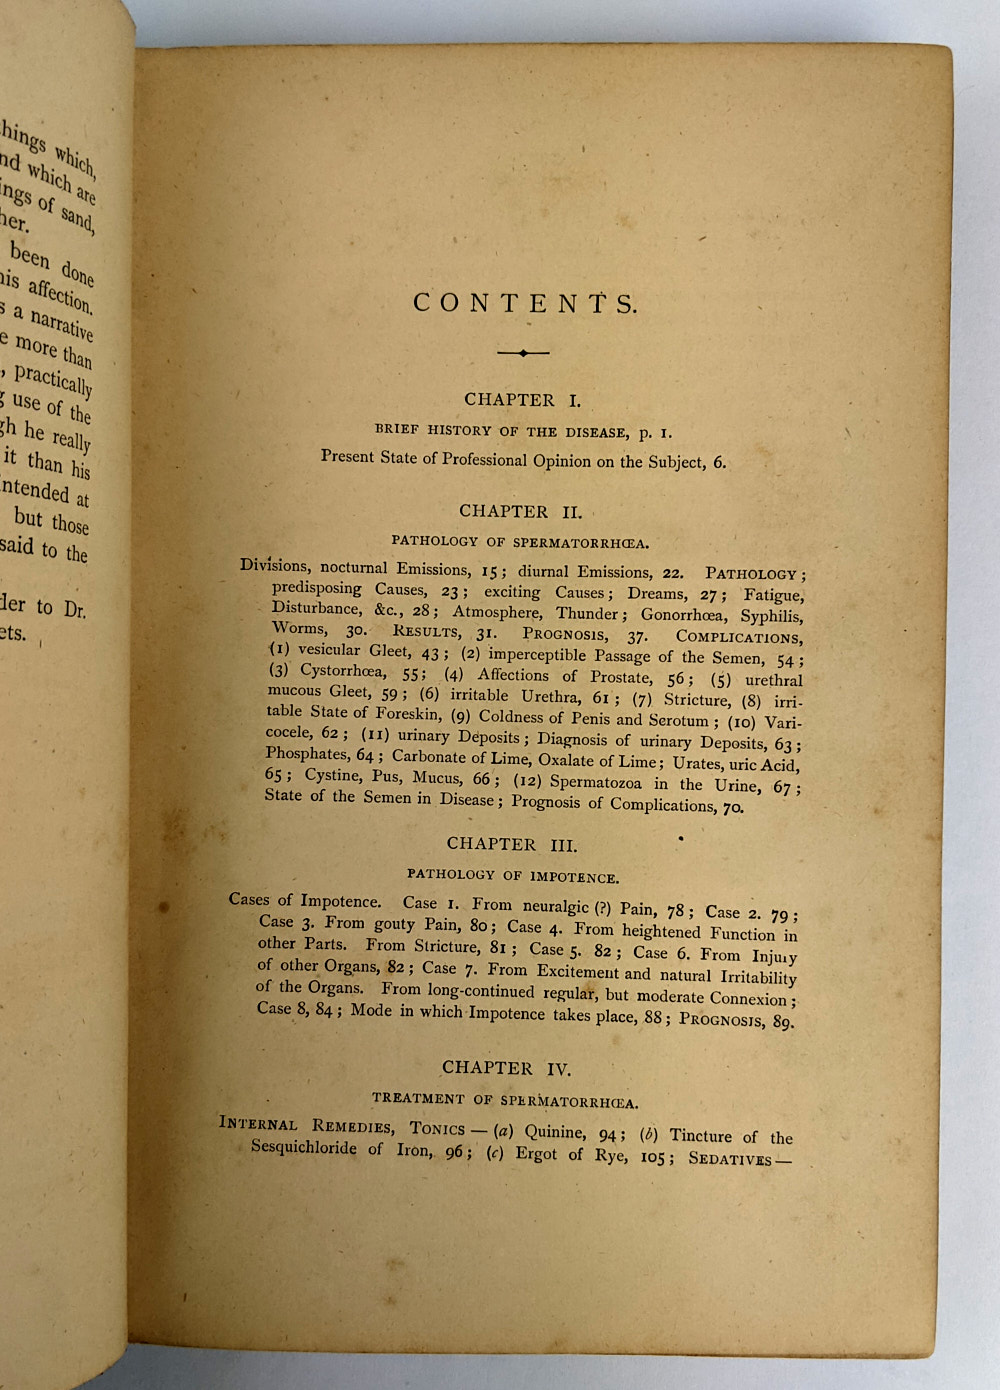 things which,
and which are
ings of sand,
her.
been done
his affection.
s a narrative
e more than
, practically
g use of the
gh he really
it than his
intended at
but those
said to the
der to Dr.
ets.
CONTENTS.
CHAPTER I.
BRIEF HISTORY OF THE DISEASE, p. 1.
Present State of Professional Opinion on the Subject, 6.
CHAPTER II.
PATHOLOGY OF SPERMATORRHŒA.
Divisions, nocturnal Emissions, 15; diurnal Emissions, 22. PATHOLOGY;
predisposing Causes, 23; exciting Causes; Dreams, 27; Fatigue,
Disturbance, &c., 28; Atmosphere, Thunder; Gonorrhœa, Syphilis,
Worms, 30. RESULTS, 31. PROGNOSIS, 37. COMPLICATIONS,
(1) vesicular Gleet, 43; (2) imperceptible Passage of the Semen, 54;
(3) Cystorrhœa, 55; (4) Affections of Prostate, 56; (5) urethral
mucous Gleet, 59; (6) irritable Urethra, 61; (7) Stricture, (8) irri-
table State of Foreskin, (9) Coldness of Penis and Serotum; (10) Vari-
cocele, 62; (11) urinary Deposits; Diagnosis of urinary Deposits, 63;
Phosphates, 64; Carbonate of Lime, Oxalate of Lime; Urates, uric Acid,
65; Cystine, Pus, Mucus, 66; (12) Spermatozoa in the Urine, 67;
State of the Semen in Disease; Prognosis of Complications, 70.
CHAPTER III.
PATHOLOGY OF IMPOTENCE.
Cases of Impotence. Case 1. From neuralgic (?) Pain, 78; Case 2. 79;
Case 3. From gouty Pain, 80; Case 4. From heightened Function in
other Parts. From Stricture, 81; Case 5. 82; Case 6. From Injury
of other Organs, 82; Case 7. From Excitement and natural Irritability
of the Organs. From long-continued regular, but moderate Connexion;
Case 8, 84; Mode in which Impotence takes place, 88; PROGNOSIS, 89.
CHAPTER IV.
TREATMENT OF SPERMATORRHŒA.
INTERNAL REMEDIES, TONICS — (a) Quinine, 94; (b) Tincture of the
Sesquichloride of Iron, 96; (c) Ergot of Rye, 105; SEDATIVES —